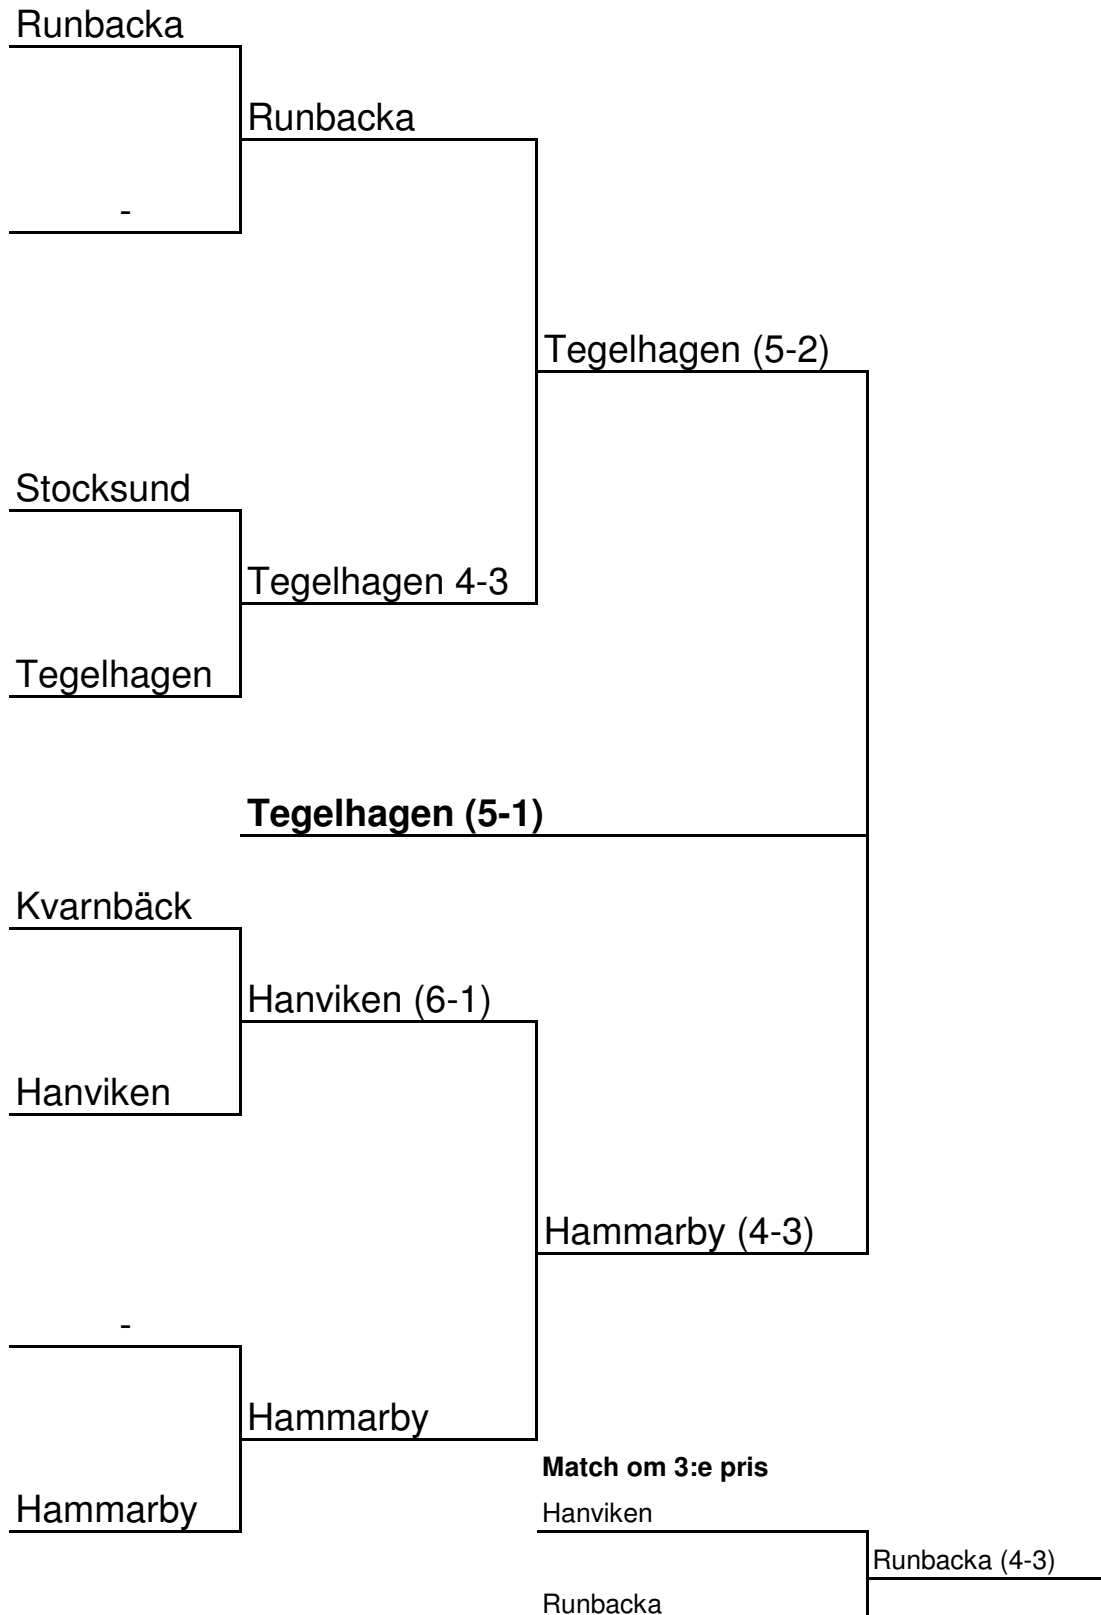 Runbacka
Runbacka
-
Tegelhagen (5-2)
Stocksund
Tegelhagen 4-3
Tegelhagen
Tegelhagen (5-1)
Kvarnbäck
Hanviken (6-1)
Hanviken
Hammarby (4-3)
-
Hammarby
Match om 3:e pris
Hammarby
Hanviken
Runbacka (4-3)
Runbacka